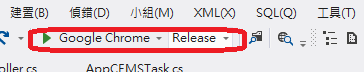 建置(B) 偵錯(D) 小組(M) XML(X) SQL(Q) 工具(T)
Google Chrome Release
AppCEMSTask.cs